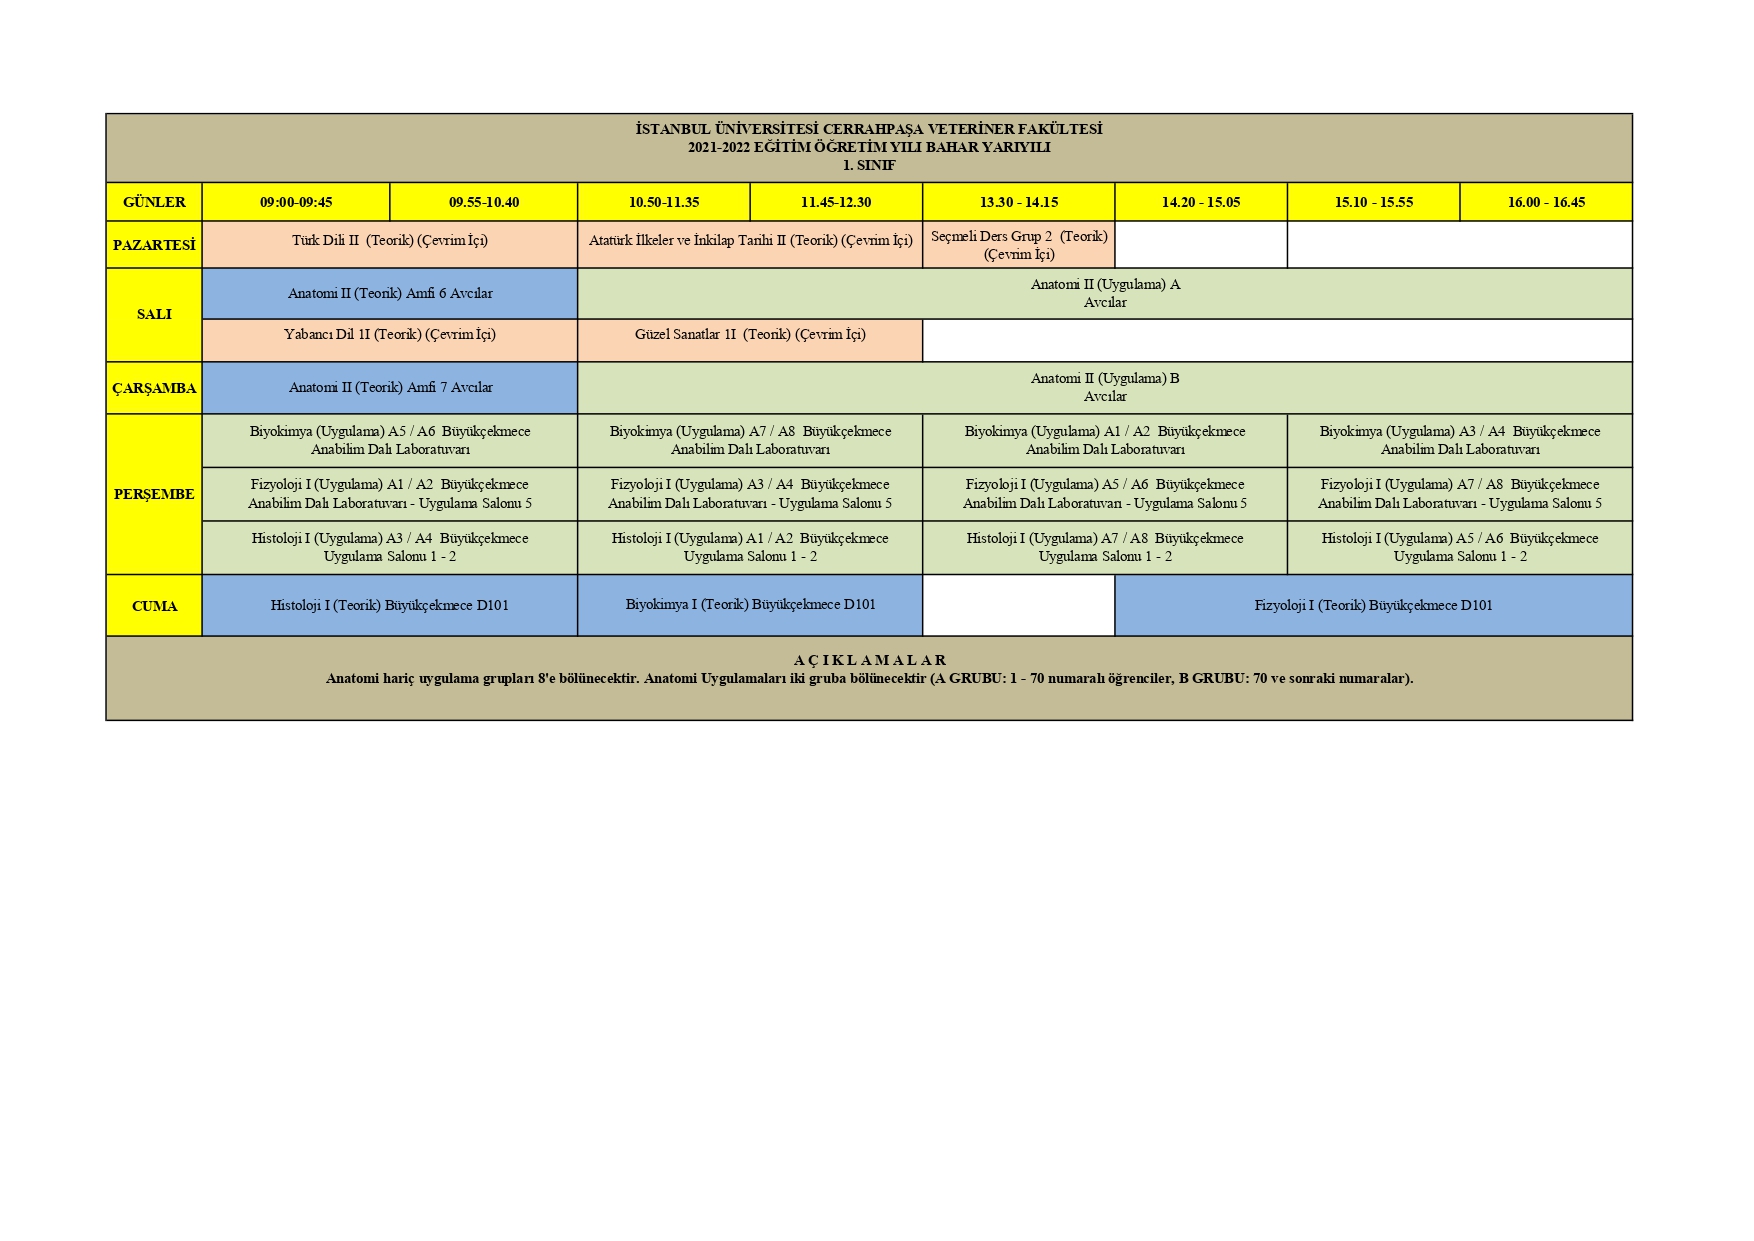 İSTANBUL ÜNİVERSİTESİ CERRAHPAŞA VETERİNER FAKÜLTESİ
2021-2022 EĞİTİM ÖĞRETİM YILI BAHAR YARIYILI
1. SINIF
GÜNLER 09:00-09:45 09.55-10.40 10.50-11.35 11.45-12.30 13.30 - 14.15 14.20 - 15.05 15.10 - 15.55 16.00 - 16.45
PAZARTESİ
Türk Dili II (Teorik) (Çevrim İçi)
Atatürk İlkeler ve İnkilap Tarihi II (Teorik) (Çevrim İçi)
Seçmeli Ders Grup 2 (Teorik)
(Çevrim İçi)
SALI
Anatomi II (Teorik) Amfi 6 Avcılar
Anatomi II (Uygulama) A
Avcılar
Yabancı Dil 1I (Teorik) (Çevrim İçi)
Güzel Sanatlar 1I (Teorik) (Çevrim İçi)
ÇARŞAMBA
Anatomi II (Teorik) Amfi 7 Avcılar
Anatomi II (Uygulama) B
Avcılar
PERŞEMBE
Biyokimya (Uygulama) A5 / A6 Büyükçekmece
Anabilim Dalı Laboratuvarı
Biyokimya (Uygulama) A7 / A8 Büyükçekmece
Anabilim Dalı Laboratuvarı
Biyokimya (Uygulama) A1 / A2 Büyükçekmece
Anabilim Dalı Laboratuvarı
Biyokimya (Uygulama) A3 / A4 Büyükçekmece
Anabilim Dalı Laboratuvarı
Fizyoloji I (Uygulama) A1 / A2 Büyükçekmece
Anabilim Dalı Laboratuvarı - Uygulama Salonu 5
Fizyoloji I (Uygulama) A3 / A4 Büyükçekmece
Anabilim Dalı Laboratuvarı - Uygulama Salonu 5
Fizyoloji I (Uygulama) A5 / A6 Büyükçekmece
Anabilim Dalı Laboratuvarı - Uygulama Salonu 5
Fizyoloji I (Uygulama) A7 / A8 Büyükçekmece
Anabilim Dalı Laboratuvarı - Uygulama Salonu 5
Histoloji I (Uygulama) A3 / A4 Büyükçekmece
Uygulama Salonu 1 - 2
Histoloji I (Uygulama) A1 / A2 Büyükçekmece
Uygulama Salonu 1 - 2
Histoloji I (Uygulama) A7 / A8 Büyükçekmece
Uygulama Salonu 1 - 2
Histoloji I (Uygulama) A5 / A6 Büyükçekmece
Uygulama Salonu 1 - 2
CUMA
Histoloji I (Teorik) Büyükçekmece D101
Biyokimya I (Teorik) Büyükçekmece D101
Fizyoloji I (Teorik) Büyükçekmece D101
A Ç I K L A M A L A R
Anatomi hariç uygulama grupları 8'e bölünecektir. Anatomi Uygulamaları iki gruba bölünecektir (A GRUBU: 1 - 70 numaralı öğrenciler, B GRUBU: 70 ve sonraki numaralar).